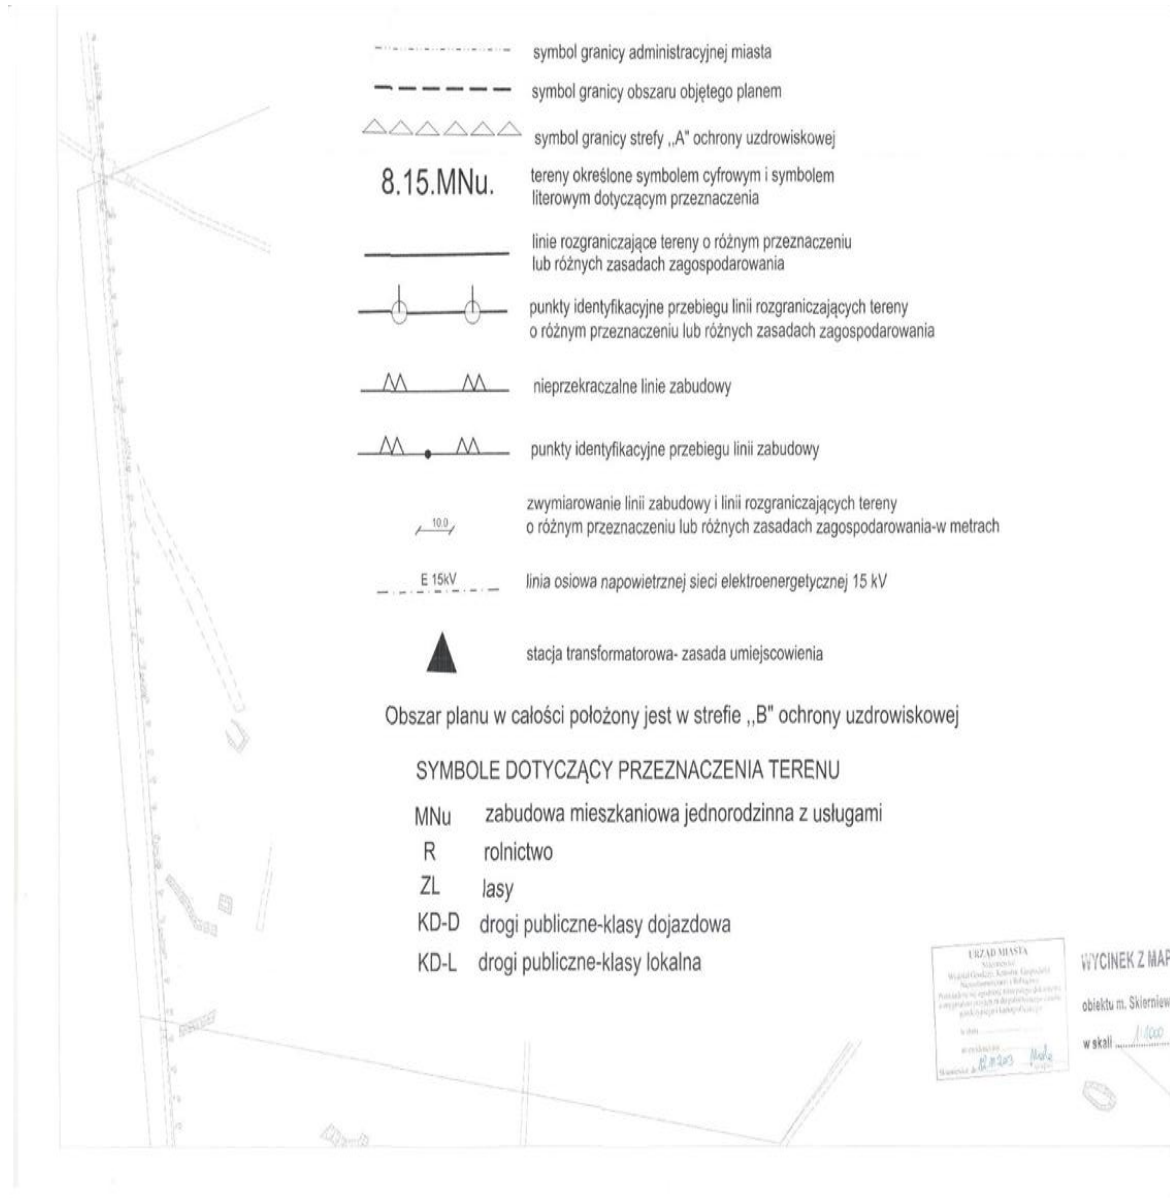 symbol granicy administracyjnej miasta
symbol granicy obszaru objętego planem
symbol granicy strefy ,,A" ochrony uzdrowiskowej
8.15.MNu.
tereny określone symbolem cyfrowym i symbolem
literowym dotyczącym przeznaczenia
linie rozgraniczające tereny o różnym przeznaczeniu
lub różnych zasadach zagospodarowania
punkty identyfikacyjne przebiegu linii rozgraniczających tereny
o różnym przeznaczeniu lub różnych zasadach zagospodarowania
nieprzekraczalne linie zabudowy
punkty identyfikacyjne przebiegu linii zabudowy
10.0
zwymiarowanie linii zabudowy i linii rozgraniczających tereny
o różnym przeznaczeniu lub różnych zasadach zagospodarowania-w metrach
E 15kV
linia osiowa napowietrznej sieci elektroenergetycznej 15 kV
stacja transformatorowa- zasada umiejscowienia
Obszar planu w całości położony jest w strefie ,,B" ochrony uzdrowiskowej
SYMBOLE DOTYCZĄCY PRZEZNACZENIA TERENU
MNu zabudowa mieszkaniowa jednorodzinna z usługami
R rolnictwo
ZL lasy
KD-D drogi publiczne-klasy dojazdowa
KD-L drogi publiczne-klasy lokalna
URZĄD MIASTA
WYCINEK Z MAP
obiektu m. Skierniew
w skali 1:1000